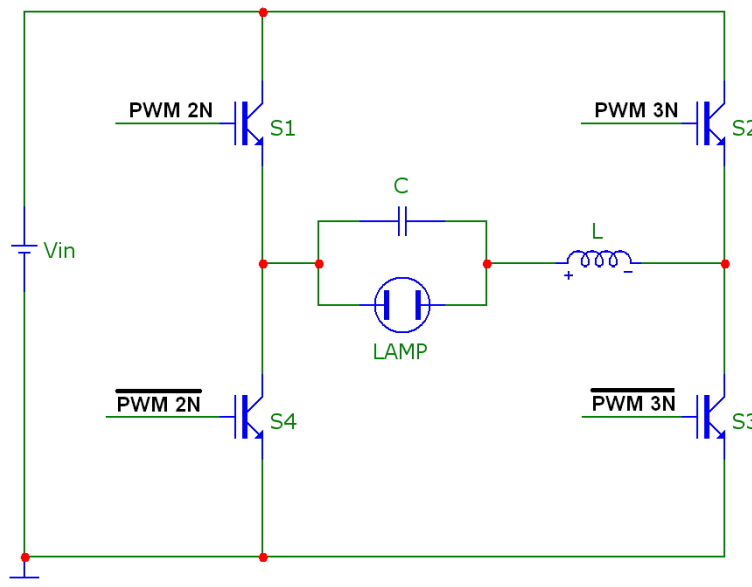 PWM 2N
PWM 3N
S1
S2
C
L
Vin
+ -
LAMP
PWM 2N
PWM 3N
S4
S3